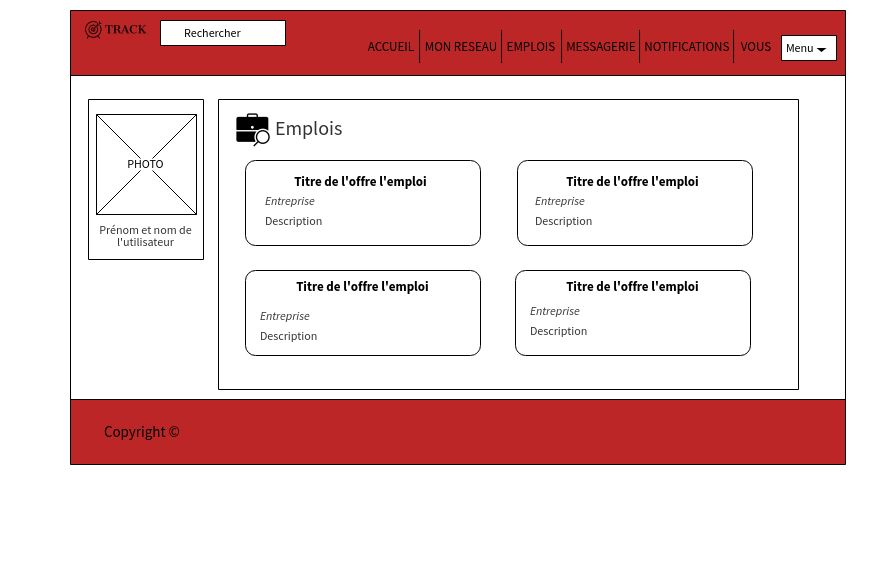 TRACK
Rechercher
ACCUEIL
MON RESEAU
EMPLOIS
MESSAGERIE
NOTIFICATIONS
VOUS
Menu
PHOTO
Prénom et nom de
l'utilisateur
Emplois
Titre de l'offre l'emploi
Entreprise
Description
Titre de l'offre l'emploi
Entreprise
Description
Titre de l'offre l'emploi
Entreprise
Description
Titre de l'offre l'emploi
Entreprise
Description
Copyright ©